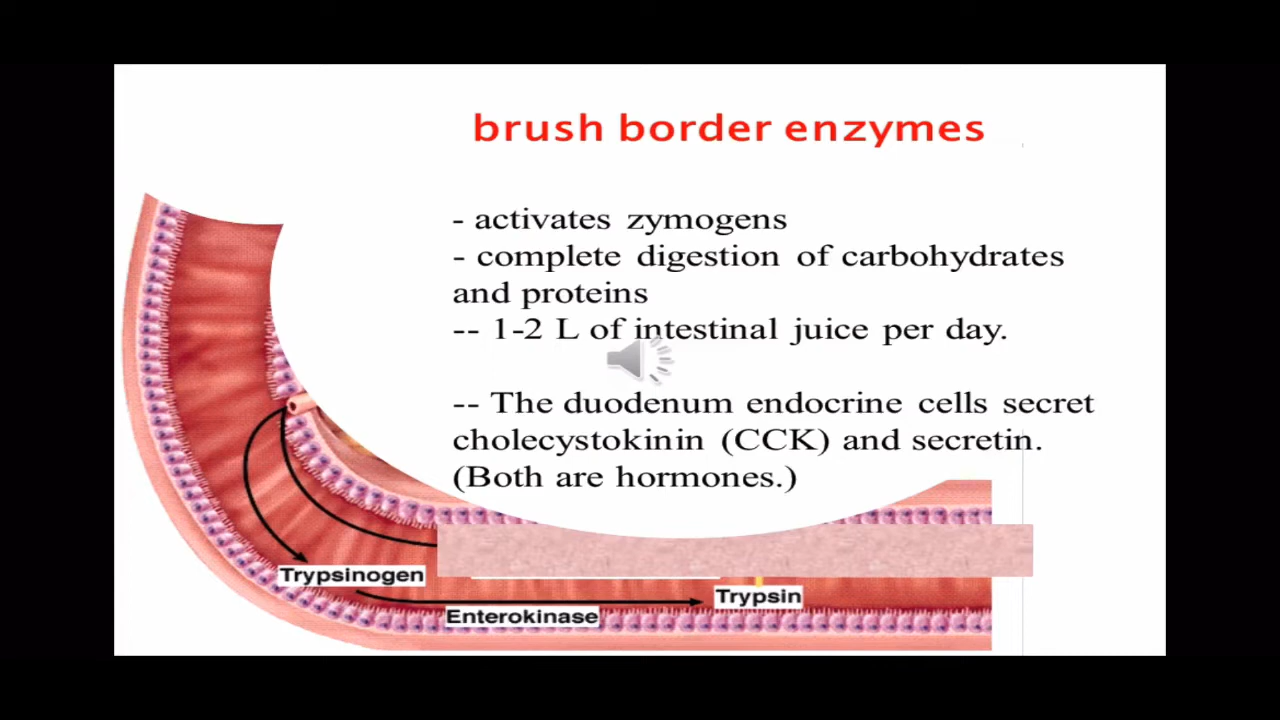 brush border enzymes
- activates zymogens
- complete digestion of carbohydrates
and proteins
-- 1-2 L of intestinal juice per day.
-- The duodenum endocrine cells secret
cholecystokinin (CCK) and secretin.
(Both are hormones.)
Trypsinogen
Trypsin
Enterokinase